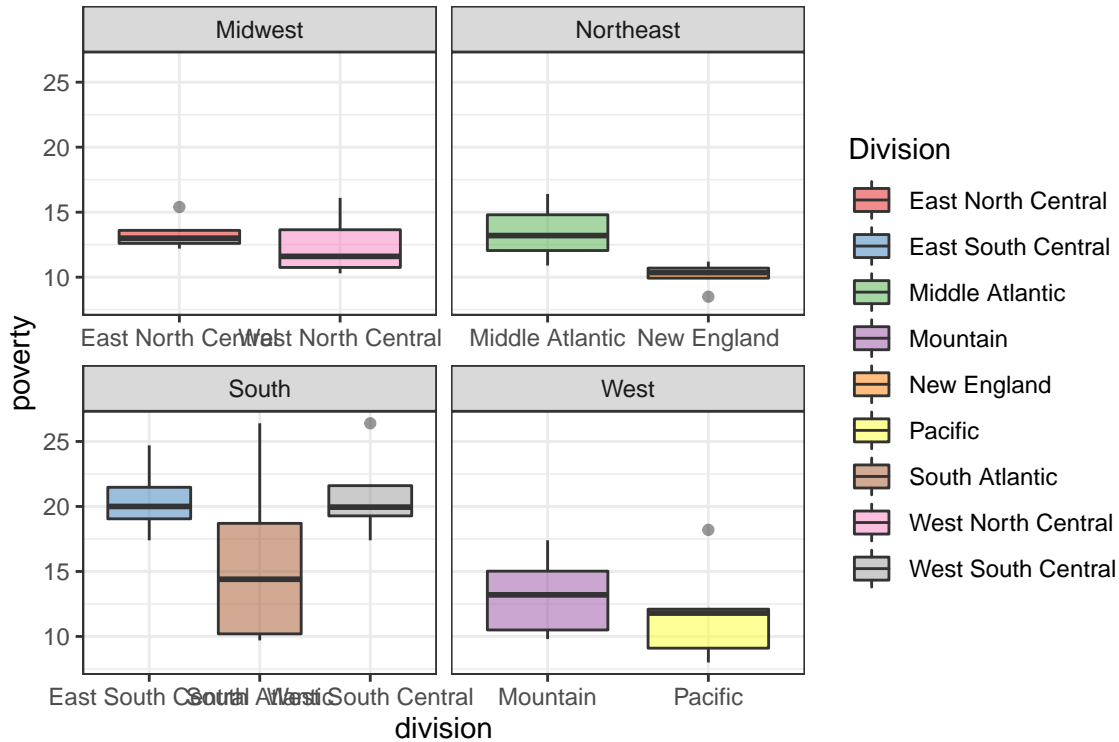 Midwest
Northeast
25
20
15
10
East North Central
West North Central
Middle Atlantic
New England
poverty
South
West
25
20
15
10
East South Central
South Atlantic
West South Central
Mountain
Pacific
division
Division
East North Central
East South Central
Middle Atlantic
Mountain
New England
Pacific
South Atlantic
West North Central
West South Central